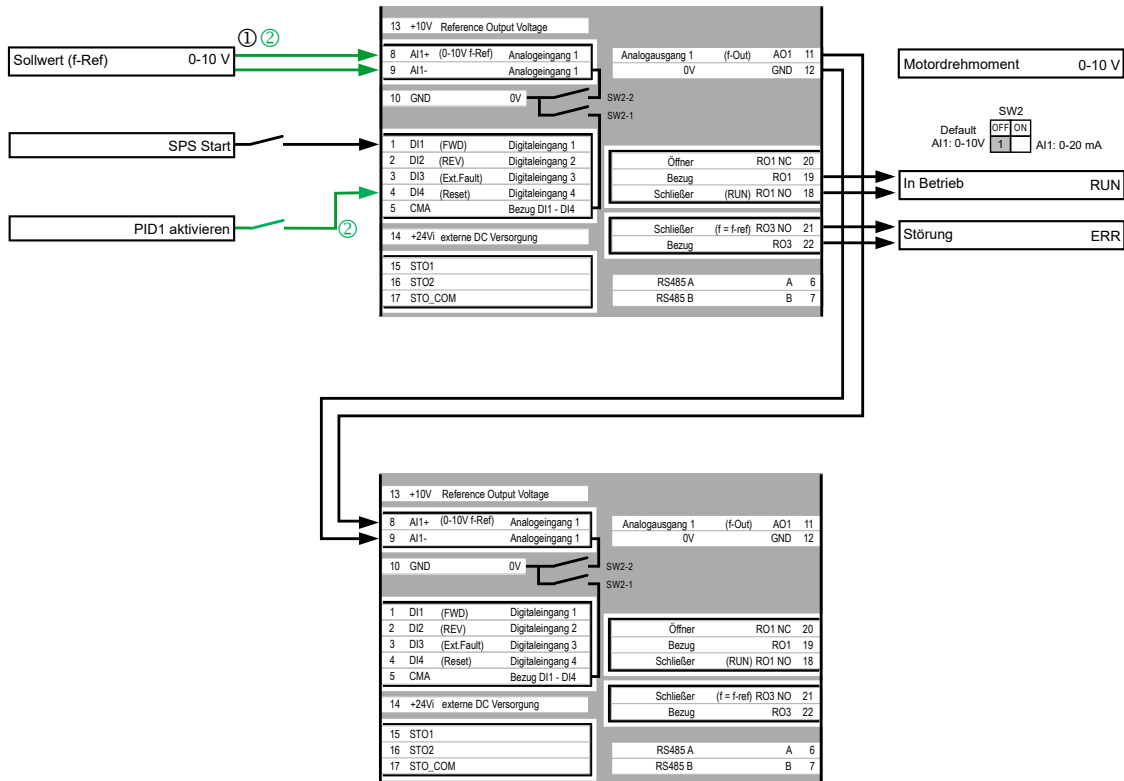 13 +10V Reference Output Voltage
① ②
Sollwert (f-Ref) 0-10 V
8 AI1+ (0-10V f-Ref) Analogeingang 1
9 AI1- Analogeingang 1
Analogausgang 1 (f-Out) AO1 11
0V GND 12
Motordrehmoment 0-10 V
10 GND 0V
SW2-2
SW2-1
SW2
Default OFF ON
AI1: 0-10V 1 AI1: 0-20 mA
SPS Start
1 DI1 (FWD) Digitaleingang 1
2 DI2 (REV) Digitaleingang 2
3 DI3 (Ext.Fault) Digitaleingang 3
4 DI4 (Reset) Digitaleingang 4
5 CMA Bezug DI1 - DI4
Öffner RO1 NC 20
Bezug RO1 19
Schließer (RUN) RO1 NO 18
In Betrieb RUN
PID1 aktivieren
②
14 +24Vi externe DC Versorgung
Schließer (f = f-ref) RO3 NO 21
Bezug RO3 22
Störung ERR
15 STO1
16 STO2
17 STO_COM
RS485 A A 6
RS485 B B 7
13 +10V Reference Output Voltage
8 AI1+ (0-10V f-Ref) Analogeingang 1
9 AI1- Analogeingang 1
Analogausgang 1 (f-Out) AO1 11
0V GND 12
10 GND 0V
SW2-2
SW2-1
1 DI1 (FWD) Digitaleingang 1
2 DI2 (REV) Digitaleingang 2
3 DI3 (Ext.Fault) Digitaleingang 3
4 DI4 (Reset) Digitaleingang 4
5 CMA Bezug DI1 - DI4
Öffner RO1 NC 20
Bezug RO1 19
Schließer (RUN) RO1 NO 18
14 +24Vi externe DC Versorgung
Schließer (f = f-ref) RO3 NO 21
Bezug RO3 22
15 STO1
16 STO2
17 STO_COM
RS485 A A 6
RS485 B B 7